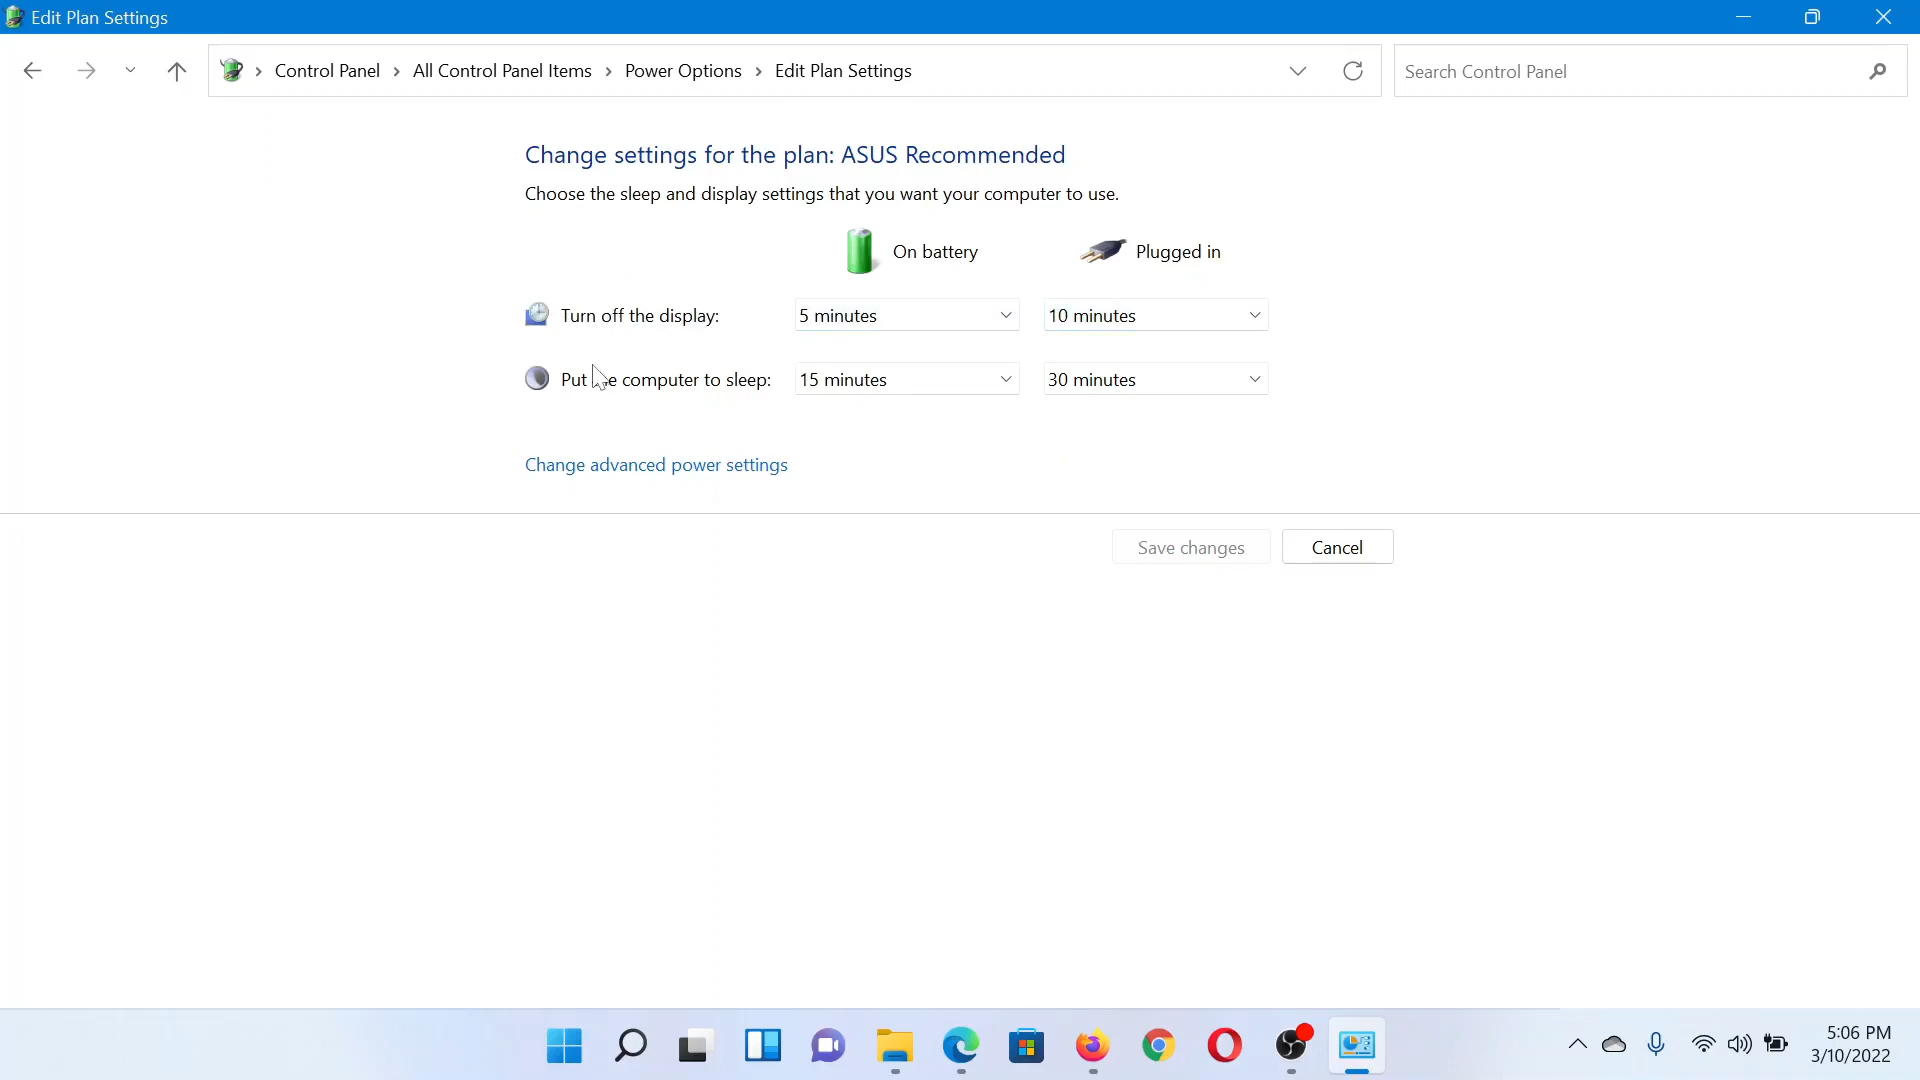 Edit Plan Settings
Control Panel > All Control Panel Items > Power Options > Edit Plan Settings
Search Control Panel
Change settings for the plan: ASUS Recommended
Choose the sleep and display settings that you want your computer to use.
On battery Plugged in
Turn off the display: 5 minutes 10 minutes
Put the computer to sleep: 15 minutes 30 minutes
Change advanced power settings
Save changes Cancel
5:06 PM
3/10/2022